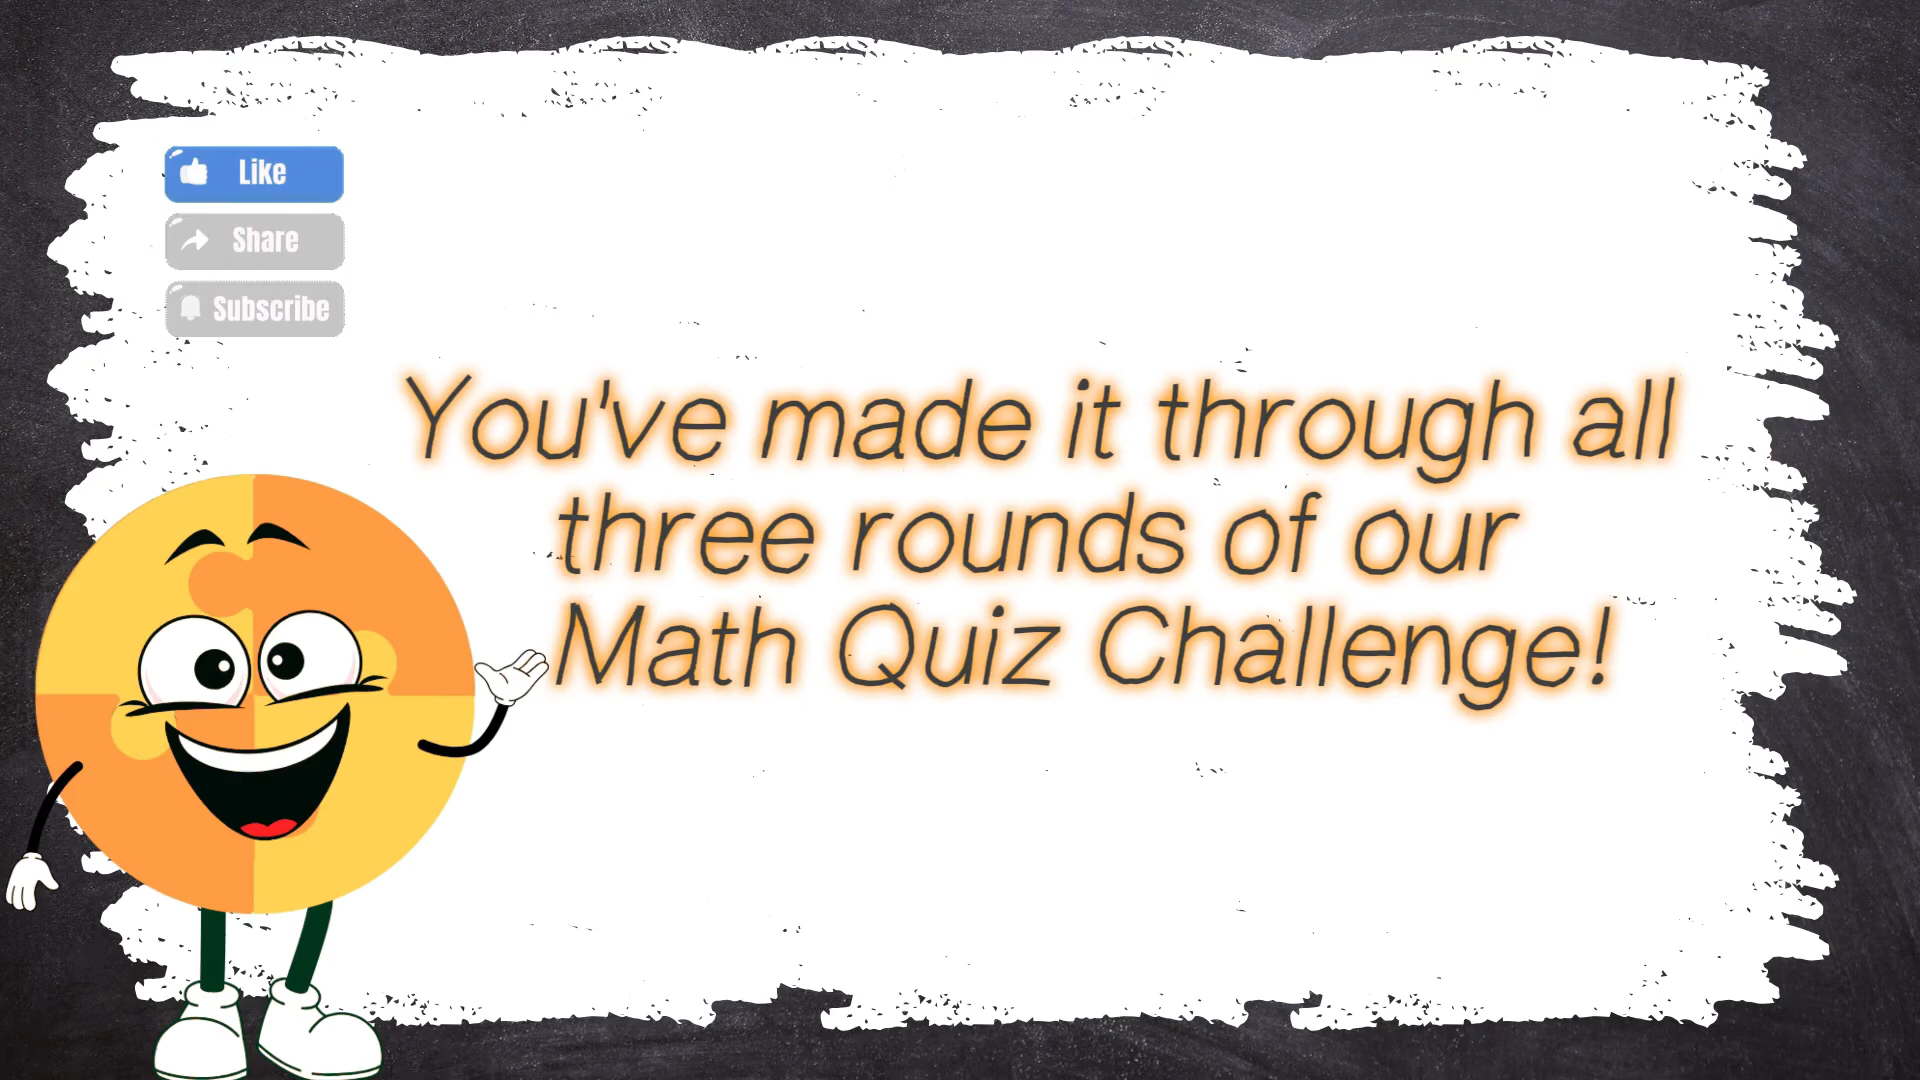 Like
Share
Subscribe
You've made it through all
three rounds of our
Math Quiz Challenge!